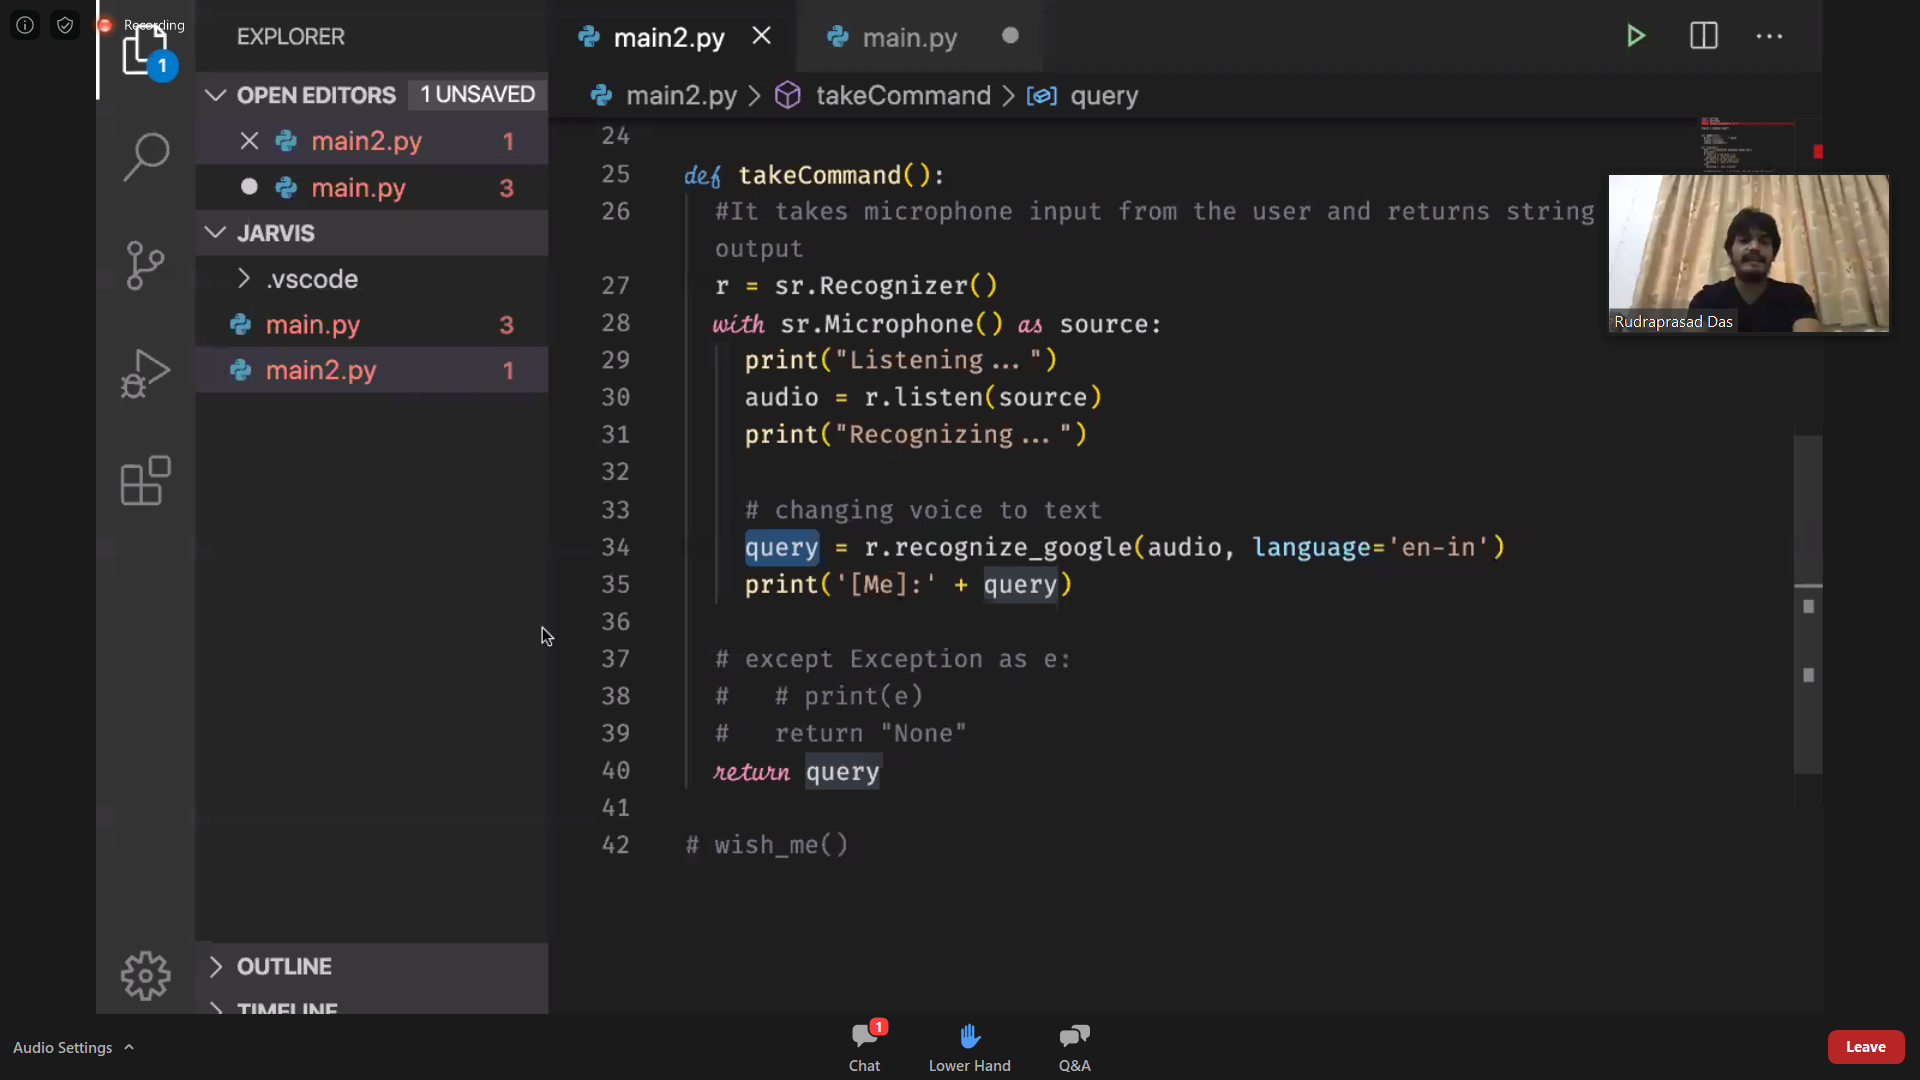 Recording
EXPLORER
main2.py
main.py
1
OPEN EDITORS 1 UNSAVED
main2.py > takeCommand > query
main2.py 1
main.py 3
JARVIS
.vscode
main.py 3
main2.py 1
24
25 def takeCommand():
26 #It takes microphone input from the user and returns string
output
27 r = sr.Recognizer()
28 with sr.Microphone() as source:
29 print("Listening...")
30 audio = r.listen(source)
31 print("Recognizing...")
32
33 # changing voice to text
34 query = r.recognize_google(audio, language='en-in')
35 print('[Me]:' + query)
36
37 # except Exception as e:
38 #   # print(e)
39 #   return "None"
40 return query
41
42 # wish_me()
Rudraprasad Das
OUTLINE
TIMELINE
Audio Settings
1
Chat
Lower Hand
Q&A
Leave